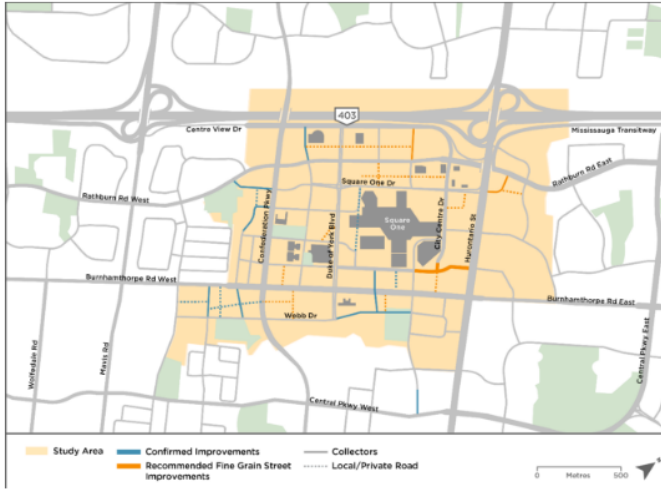 403
Centre View Dr
Mississauga Transitway
Rathburn Rd East
Square One Dr
Rathburn Rd West
Confederation Pkwy
Duke of York Blvd
Square
One
City Centre Dr
Hurontario St
Burnhamthorpe Rd West
Burnhamthorpe Rd East
Webb Dr
Wolfedale Rd
Mavis Rd
Central Pkwy East
Central Pkwy West
Study Area
Confirmed Improvements
Collectors
Recommended Fine Grain Street
Improvements
Local/Private Road
0 Metres 500